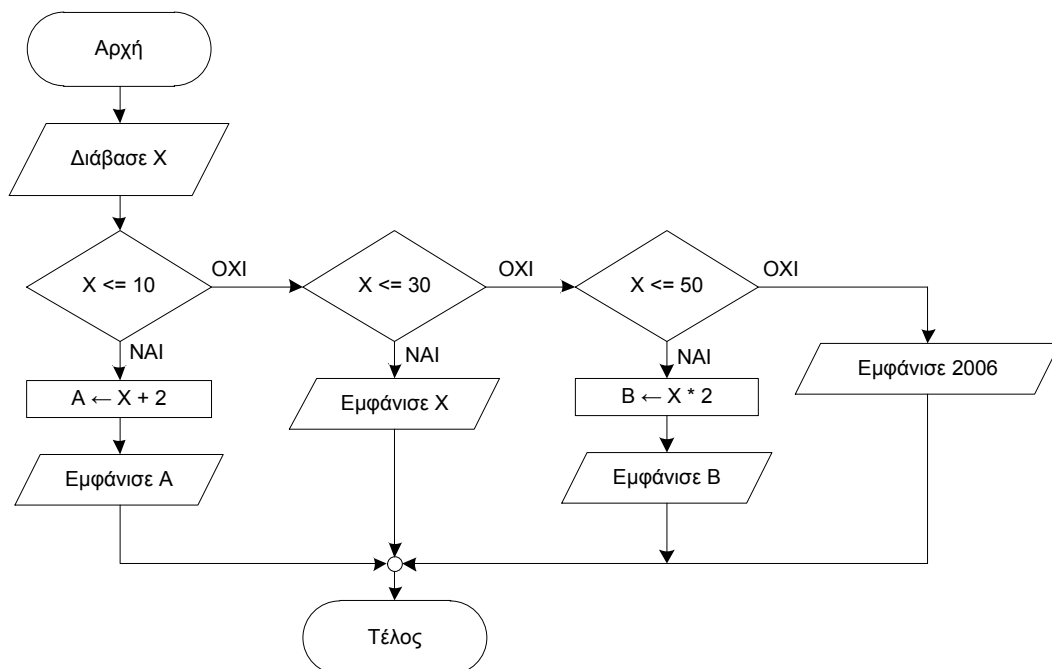 Αρχή
Διάβασε Χ
Χ <= 10
ΟΧΙ
Χ <= 30
ΟΧΙ
Χ <= 50
ΟΧΙ
ΝΑΙ
ΝΑΙ
ΝΑΙ
Α ← Χ + 2
Εμφάνισε Χ
Β ← Χ * 2
Εμφάνισε 2006
Εμφάνισε Α
Εμφάνισε Β
Τέλος